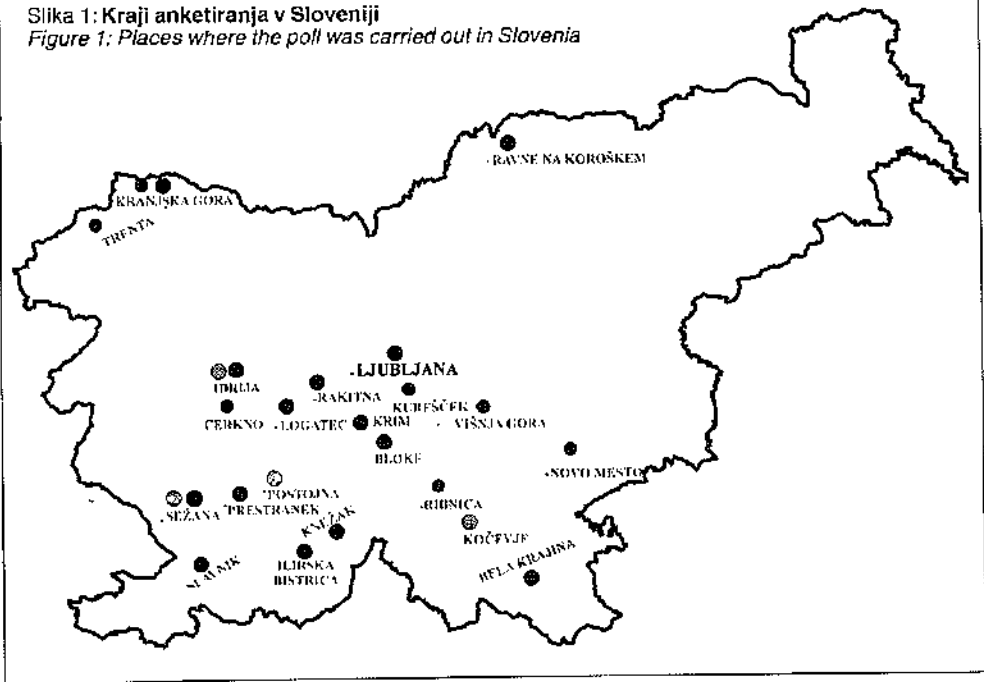 Slika 1: Kraji anketiranja v Sloveniji
Figure 1: Places where the poll was carried out in Slovenia
RAVNE NA KOROŠKEM
KRANJSKA GORA
TRENTA
LJUBLJANA
IDRIJA
RAKITNA
KUREŠČEK
CERKNO
LOGATEC
KRIM
VIŠNJA GORA
BLOKE
NOVO MESTO
POSTOJNA
RIBNICA
SEŽANA
PRESTRANEK
KNEŽAK
KOČEVJE
SLAVNIK
ILIRSKA
BISTRICA
BELA KRAJINA